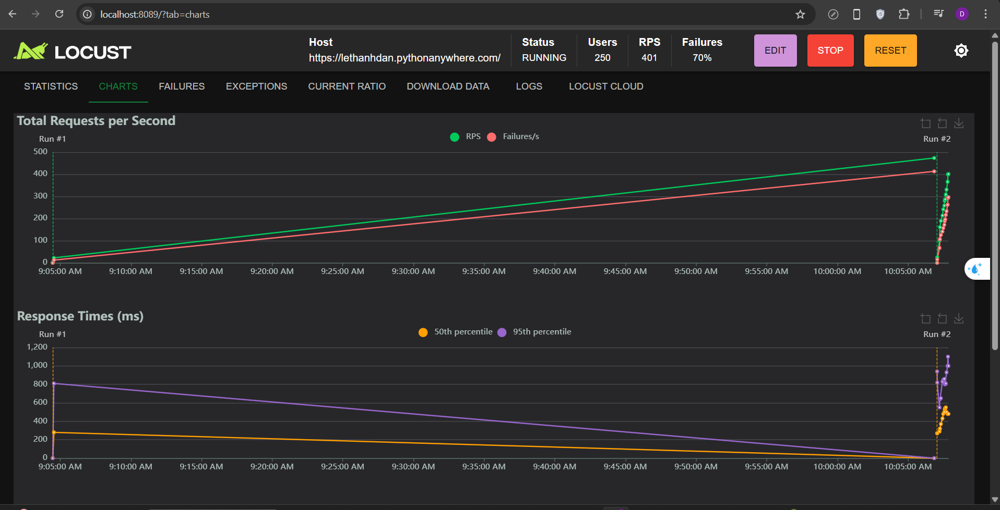 localhost:8089/?tab=charts
D
LOCUST
Host
https://lethanhdan.pythonanywhere.com/
Status
RUNNING
Users
250
RPS
401
Failures
70%
EDIT
STOP
RESET
STATISTICS CHARTS FAILURES EXCEPTIONS CURRENT RATIO DOWNLOAD DATA LOGS LOCUST CLOUD
Total Requests per Second
RPS Failures/s
Run #1 Run #2
500
400
300
200
100
0
9:05:00 AM 9:10:00 AM 9:15:00 AM 9:20:00 AM 9:25:00 AM 9:30:00 AM 9:35:00 AM 9:40:00 AM 9:45:00 AM 9:50:00 AM 9:55:00 AM 10:00:00 AM 10:05:00 AM
Response Times (ms)
50th percentile 95th percentile
Run #1 Run #2
1,200
1,000
800
600
400
200
0
9:05:00 AM 9:10:00 AM 9:15:00 AM 9:20:00 AM 9:25:00 AM 9:30:00 AM 9:35:00 AM 9:40:00 AM 9:45:00 AM 9:50:00 AM 9:55:00 AM 10:00:00 AM 10:05:00 AM